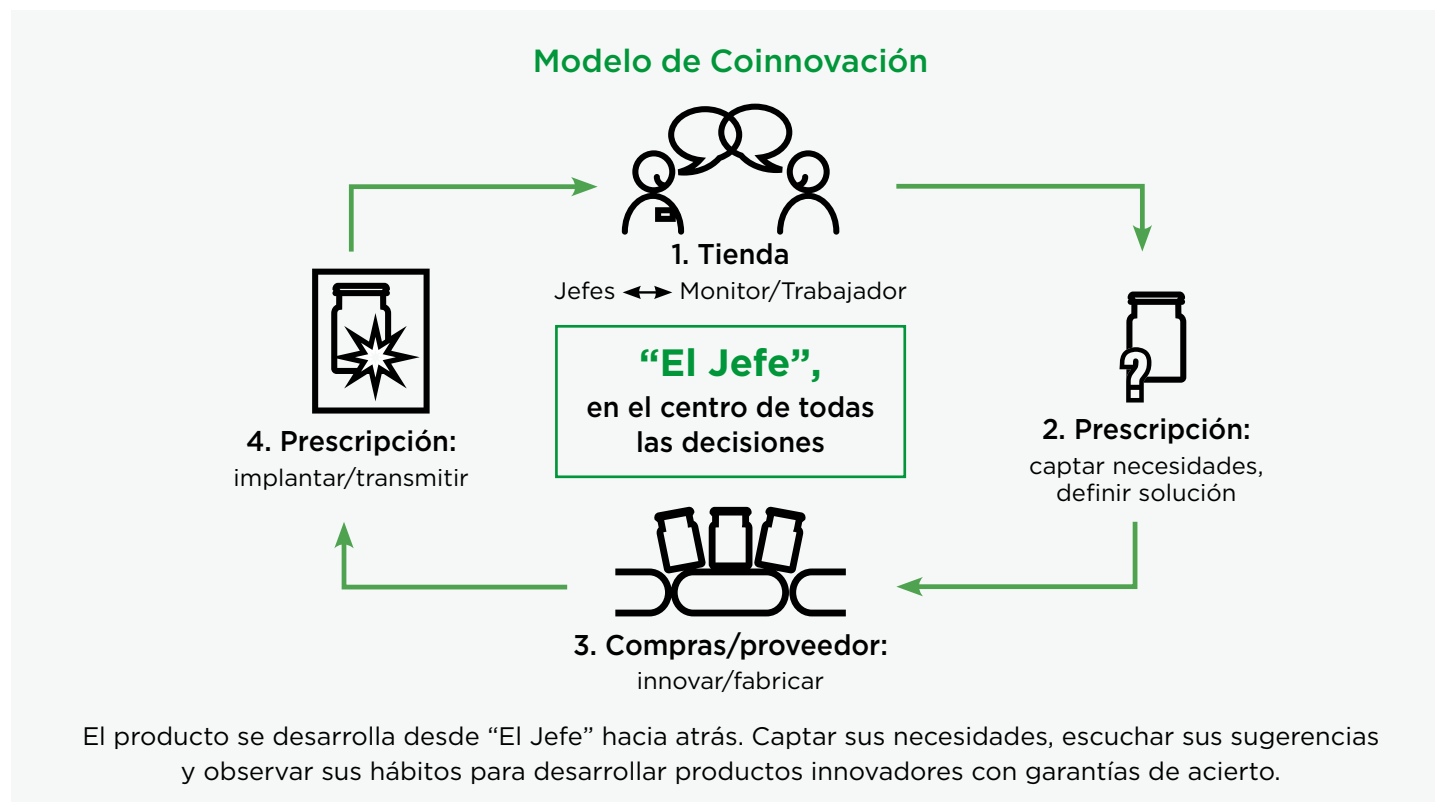 Modelo de Coinnovación
1. Tienda
Jefes ↔ Monitor/Trabajador
“El Jefe”,
en el centro de todas
las decisiones
2. Prescripción:
captar necesidades,
definir solución
3. Compras/proveedor:
innovar/fabricar
4. Prescripción:
implantar/transmitir
El producto se desarrolla desde “El Jefe” hacia atrás. Captar sus necesidades, escuchar sus sugerencias
y observar sus hábitos para desarrollar productos innovadores con garantías de acierto.